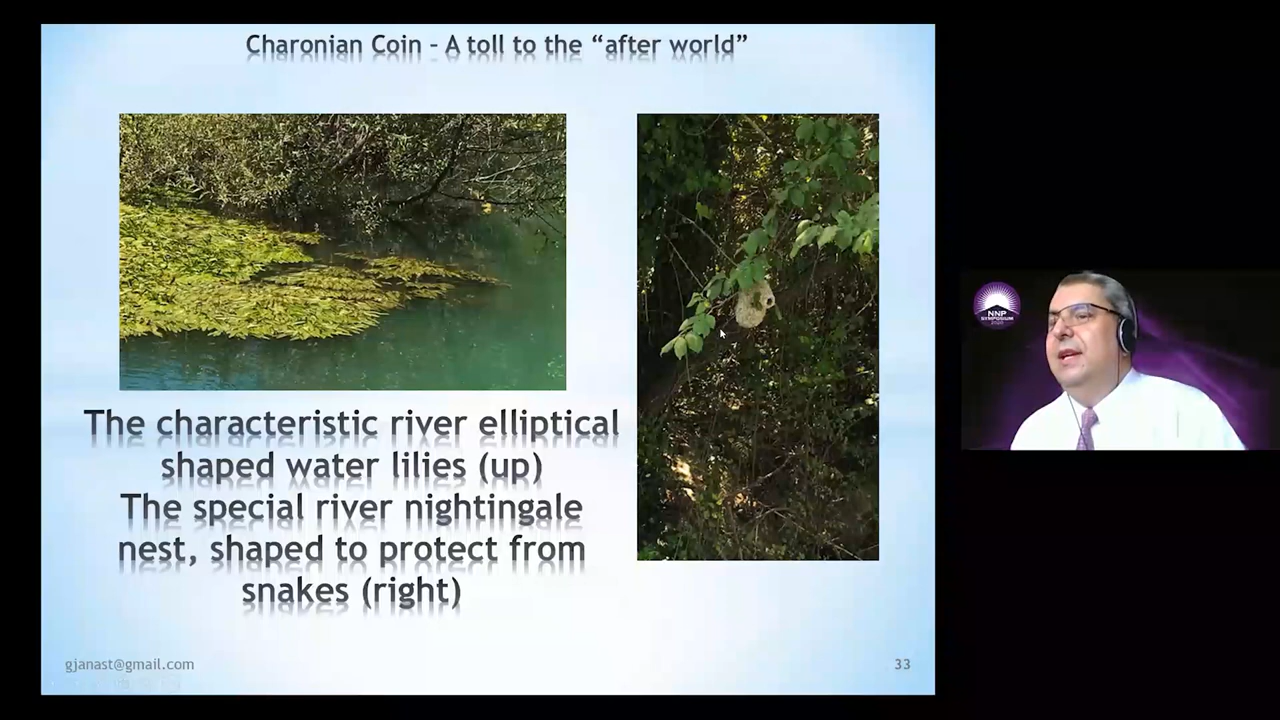 Charonian Coin – A toll to the “after world”
The characteristic river elliptical
shaped water lilies (up)
The special river nightingale
nest, shaped to protect from
snakes (right)
gjanast@gmail.com
33
NNP
SYMPOSIUM